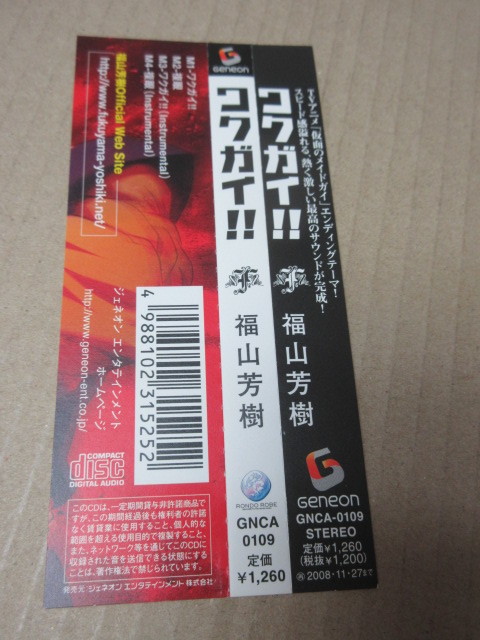 Geneon
TVアニメ「仮面のメイドガイ」エンディングテーマ!
スピード感溢れる、熱く激しい最高のサウンドが完成!
ワクガイ!!
F
福山芳樹
Geneon
GNCA-0109
STEREO
定価¥1,260
(税抜¥1,200)
2008・11・27まで
ワクガイ!!
F
福山芳樹
RONDO ROBE
GNCA
0109
定価
¥1,260
M1-ワクガイ!!
M2-
M3-ワクガイ!!(Instrumental)
M4-(Instrumental)
福山芳樹Official Web Site
http://www.fukuyama-yoshiki.net/
4 988102 315252
ジェネオン エンタテインメント
ホームページ
http://www.geneon-ent.co.jp/
COMPACT
disc
DIGITAL AUDIO
このCDは、一定期間貸与非許諾商品で
すが、この期間経過後も権利者の許諾
なく賃貸業に使用すること、個人的な
範囲を超える使用目的で複製すること、
また、ネットワーク等を通じてこのCDに
収録された音を送信できる状態にする
ことは、著作権法で禁じられています。
発売元 ジェネオン エンタテインメント 株式会社